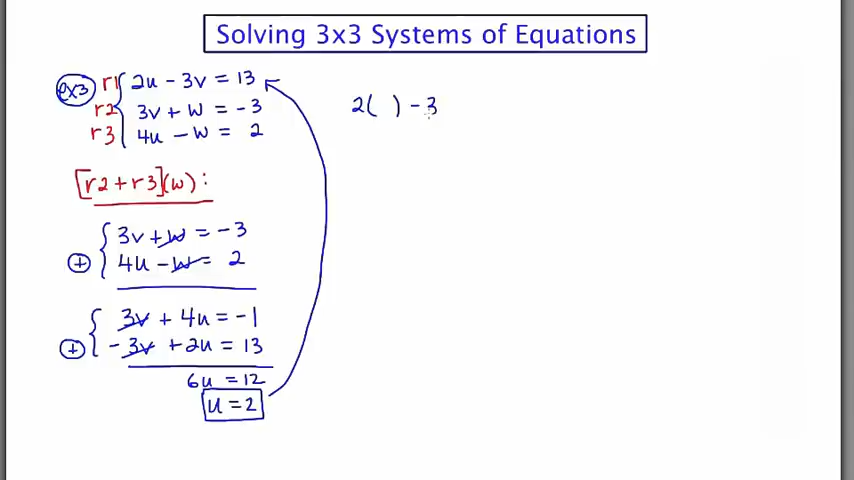 Solving 3x3 Systems of Equations
ex3 r1 2u - 3v = 13
r2 3v + w = -3
r3 4u - w = 2
[r2 + r3](w):
3v + w = -3
+ 4u - w = 2
3v + 4u = -1
+ -3v + 2u = 13
6u = 12
u = 2
2( ) - 3